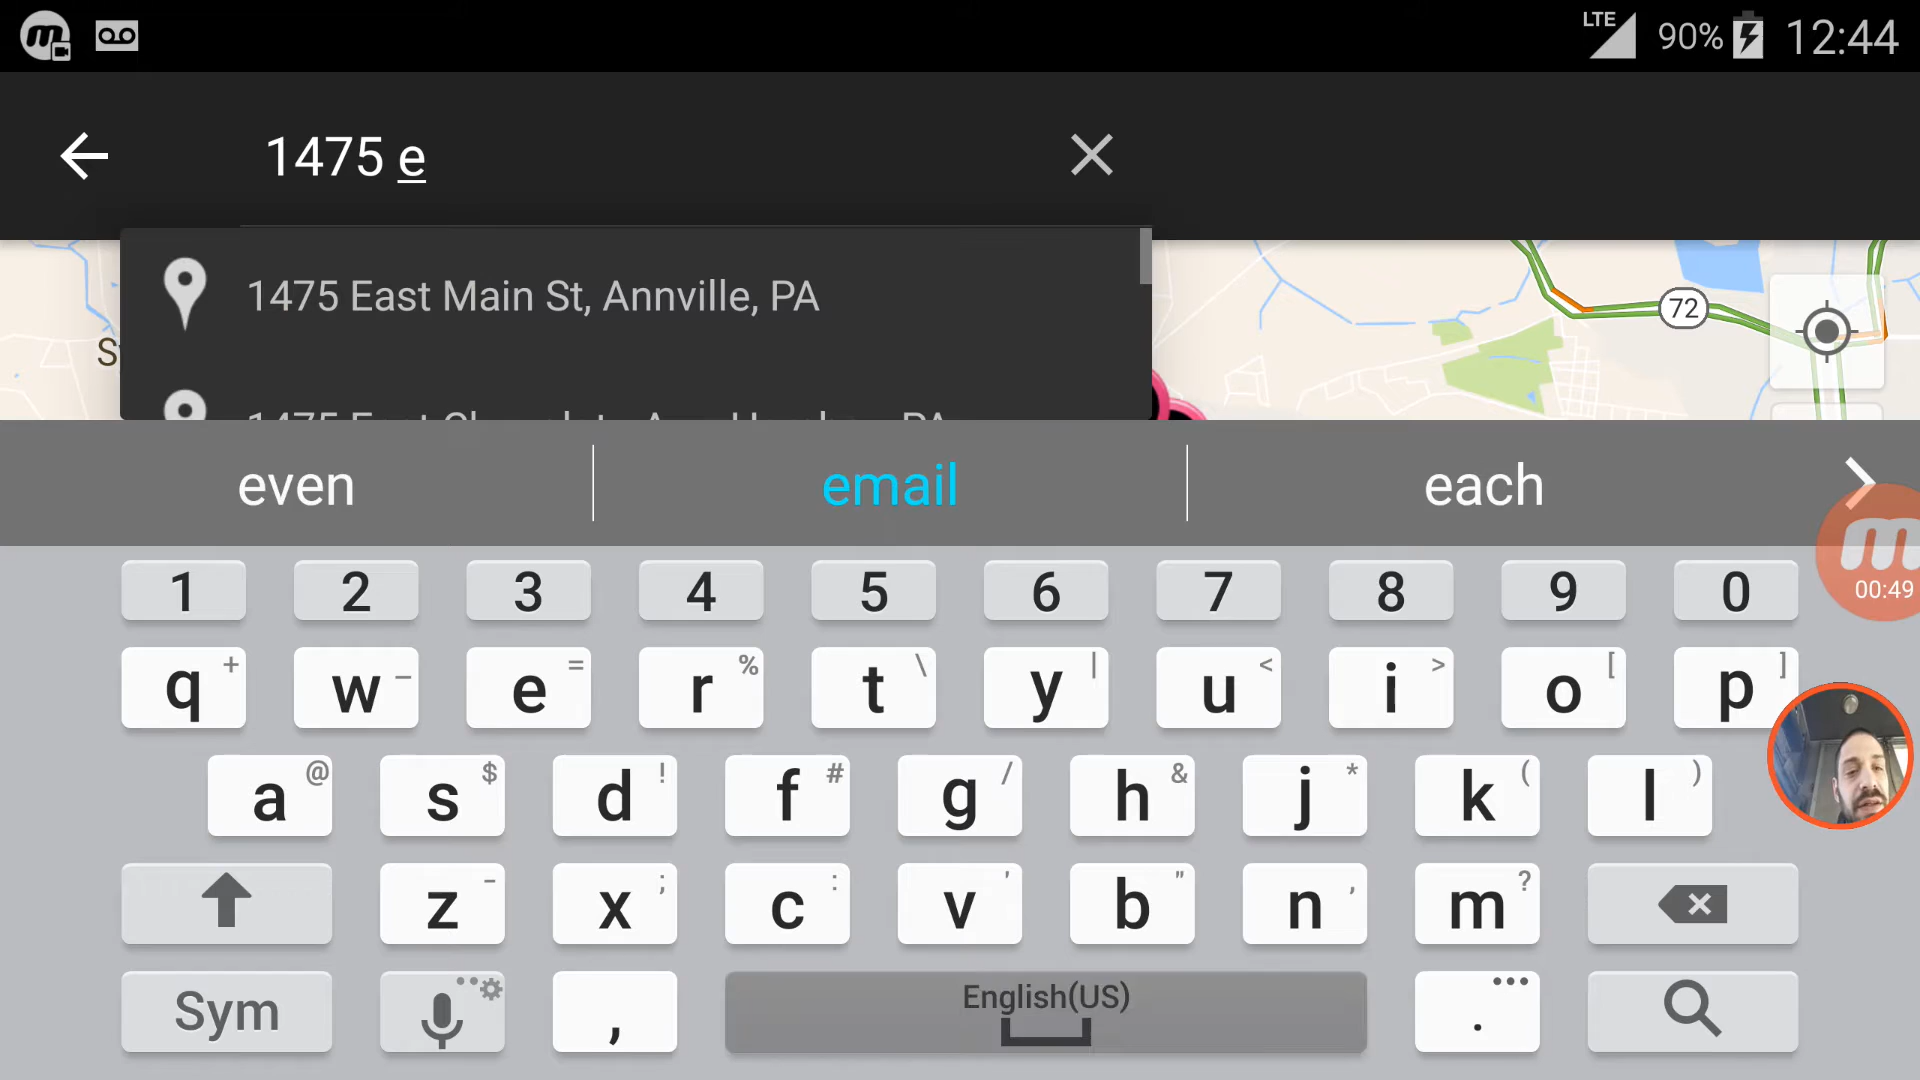 LTE 90% 12:44
1475 e
1475 East Main St, Annville, PA
72
S
even email each
00:49
1 2 3 4 5 6 7 8 9 0
q + w _ e = r % t \ y | u < i > o [ p ]
a @ s $ d ! f # g / h & j * k ( l )
z - x ; c : v ' b " n , m ?
Sym , English(US) .